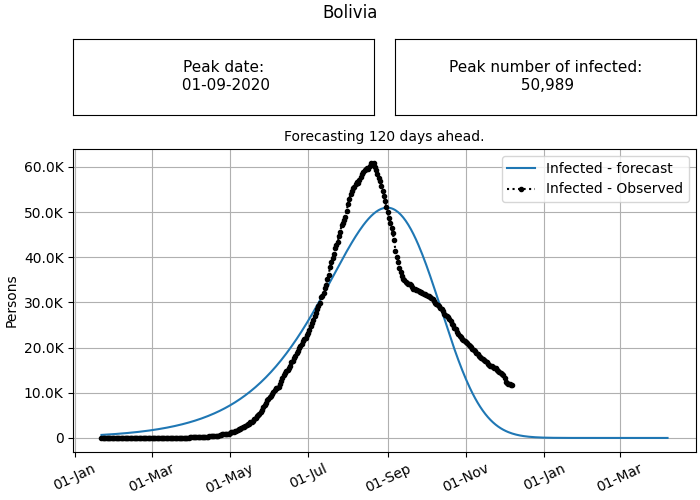 Bolivia
Peak date:
01-09-2020
Peak number of infected:
50,989
Forecasting 120 days ahead.
Infected - forecast
Infected - Observed
Persons
60.0K
50.0K
40.0K
30.0K
20.0K
10.0K
0
01-Jan
01-Mar
01-May
01-Jul
01-Sep
01-Nov
01-Jan
01-Mar